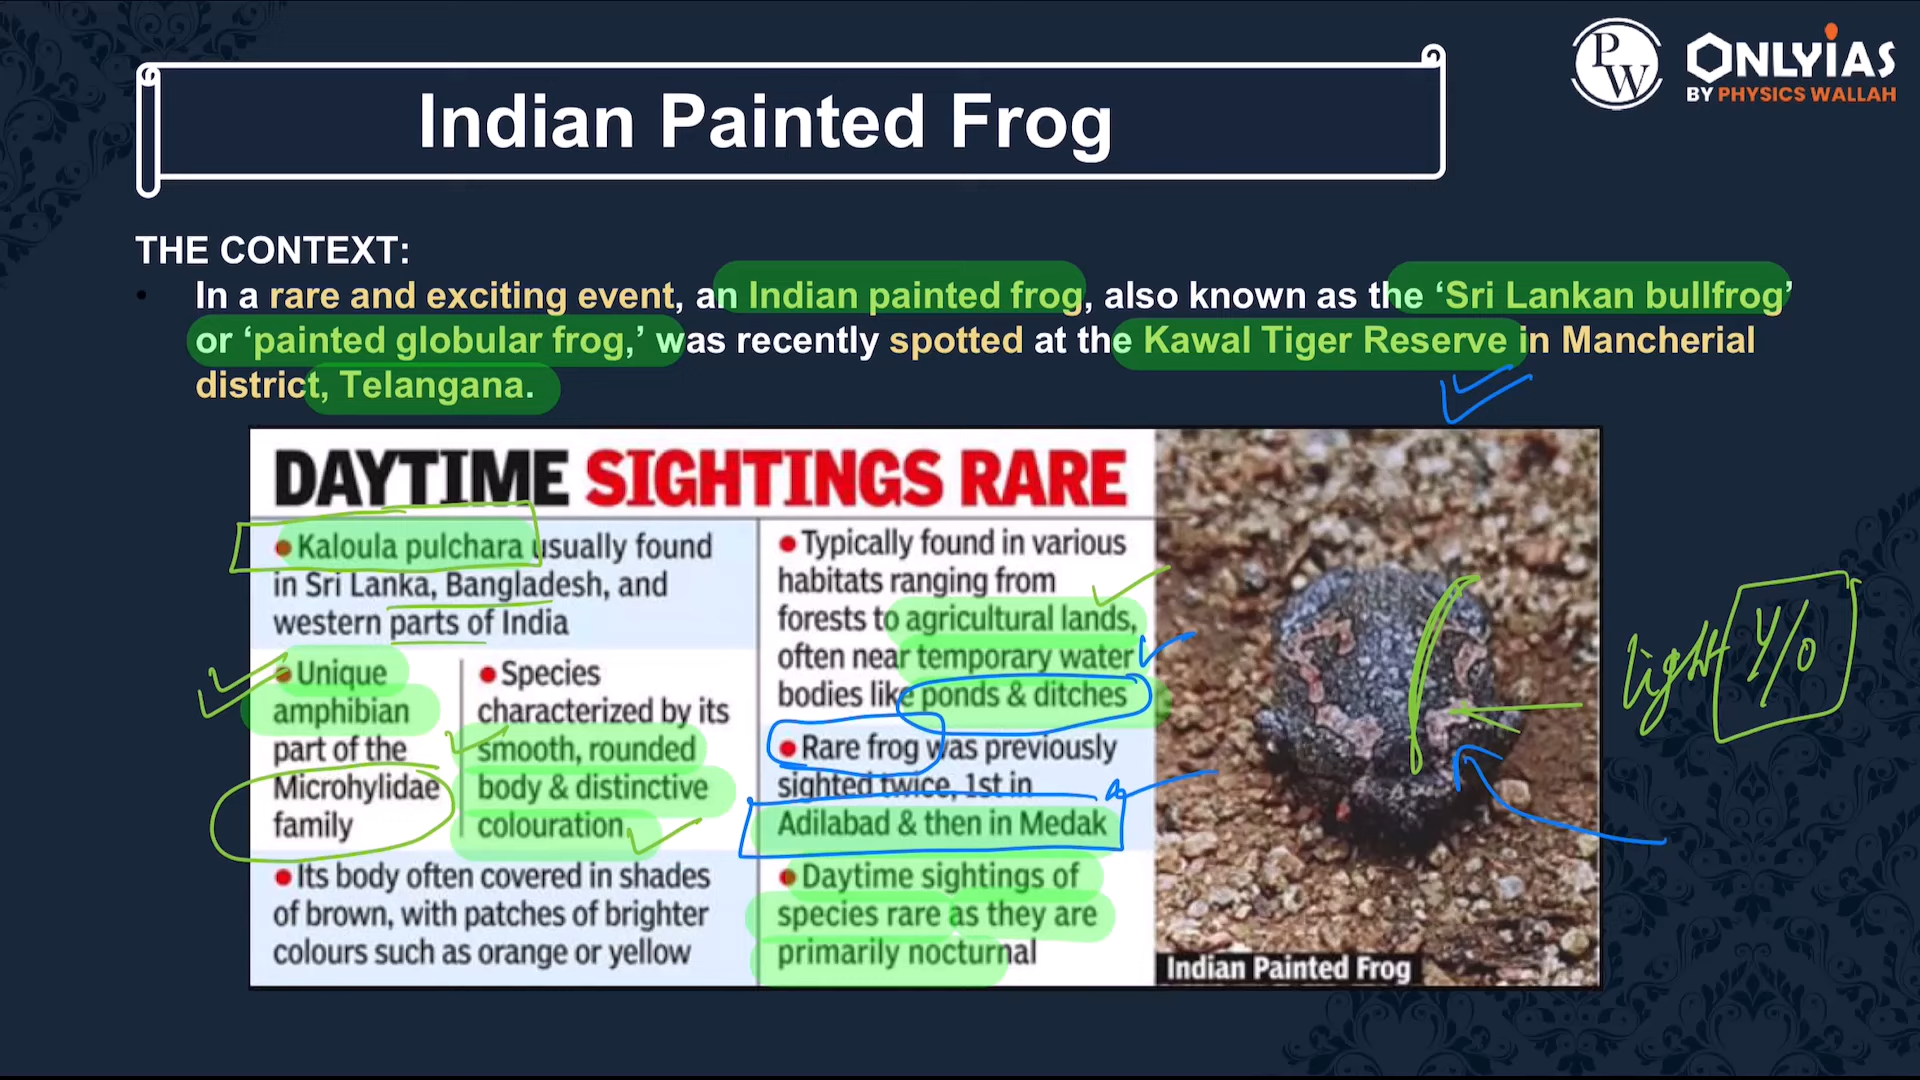 PW
ONLYIAS
BY PHYSICS WALLAH
Indian Painted Frog
THE CONTEXT:
• In a rare and exciting event, an Indian painted frog, also known as the ‘Sri Lankan bullfrog’
or ‘painted globular frog,’ was recently spotted at the Kawal Tiger Reserve in Mancherial
district, Telangana.
DAYTIME SIGHTINGS RARE
• Kaloula pulchara usually found
in Sri Lanka, Bangladesh, and
western parts of India
• Unique
amphibian
part of the
Microhylidae
family
• Species
characterized by its
smooth, rounded
body & distinctive
colouration
• Its body often covered in shades
of brown, with patches of brighter
colours such as orange or yellow
• Typically found in various
habitats ranging from
forests to agricultural lands,
often near temporary water
bodies like ponds & ditches
• Rare frog was previously
sighted twice, 1st in
Adilabad & then in Medak
• Daytime sightings of
species rare as they are
primarily nocturnal
Indian Painted Frog
light Y/O